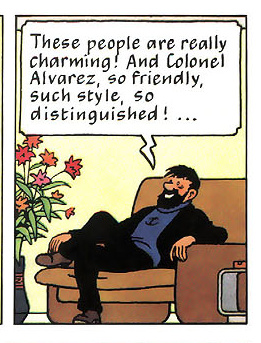 These people are really
charming! And Colonel
Alvarez, so friendly,
such style, so
distinguished! ...